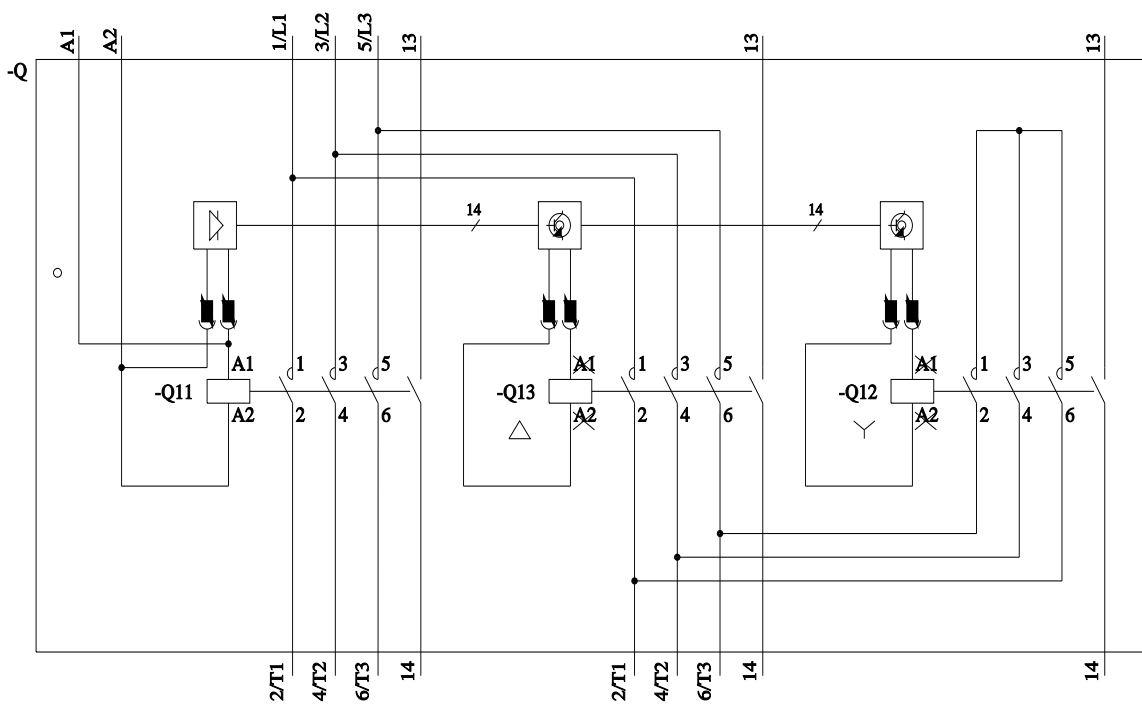 A1 A2 1/L1 3/L2 5/L3 13 13 13
-Q
14 14
A1 1 3 5 A1 1 3 5 A1 1 3 5
-Q11 -Q13 -Q12
A2 2 4 6 A2 2 4 6 A2 2 4 6
2/T1 4/T2 6/T3 14 2/T1 4/T2 6/T3 14 14